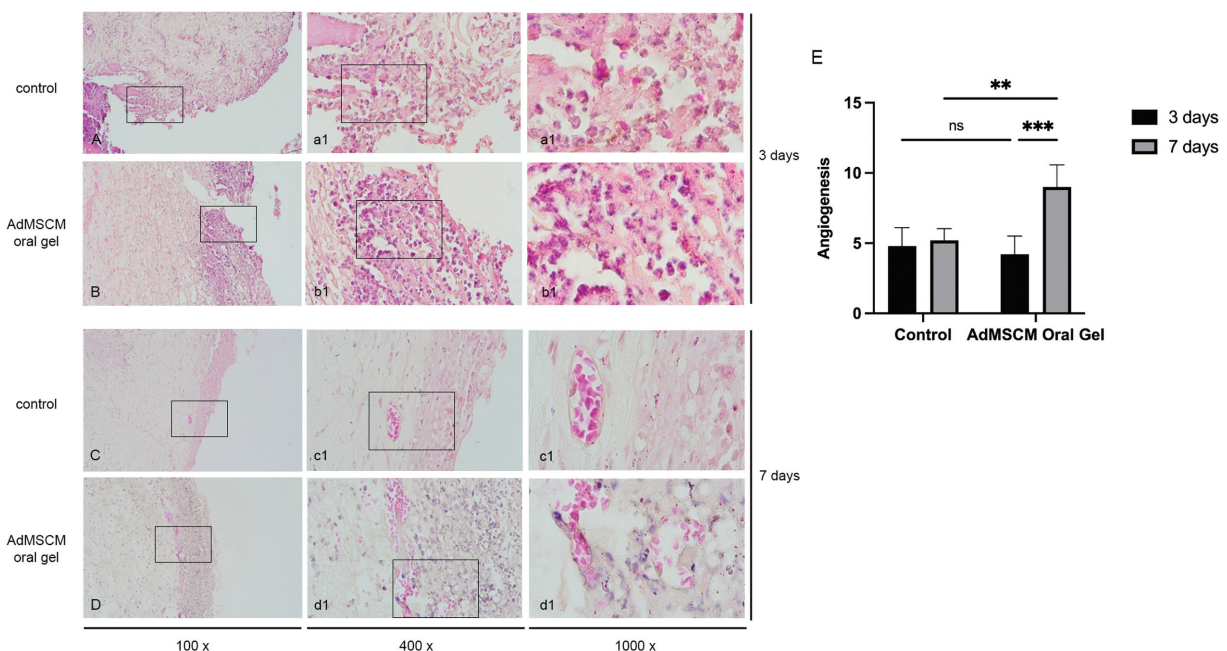 control
A
a1
a1
AdMSCM
oral gel
B
b1
b1
3 days
control
C
c1
c1
AdMSCM
oral gel
D
d1
d1
7 days
100 x
400 x
1000 x
E
**
ns
***
15
10
5
0
Angiogenesis
Control
AdMSCM Oral Gel
3 days
7 days